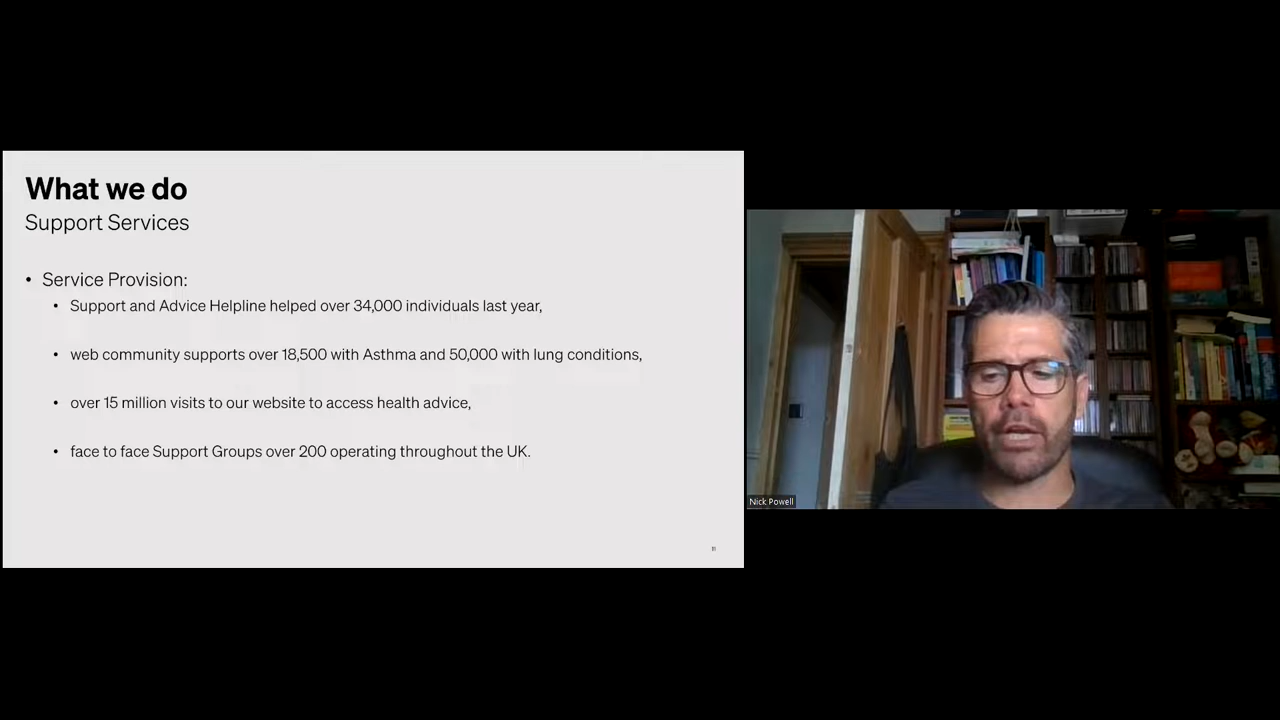 What we do
Support Services
• Service Provision:
• Support and Advice Helpline helped over 34,000 individuals last year,
• web community supports over 18,500 with Asthma and 50,000 with lung conditions,
• over 15 million visits to our website to access health advice,
• face to face Support Groups over 200 operating throughout the UK.
Nick Powell